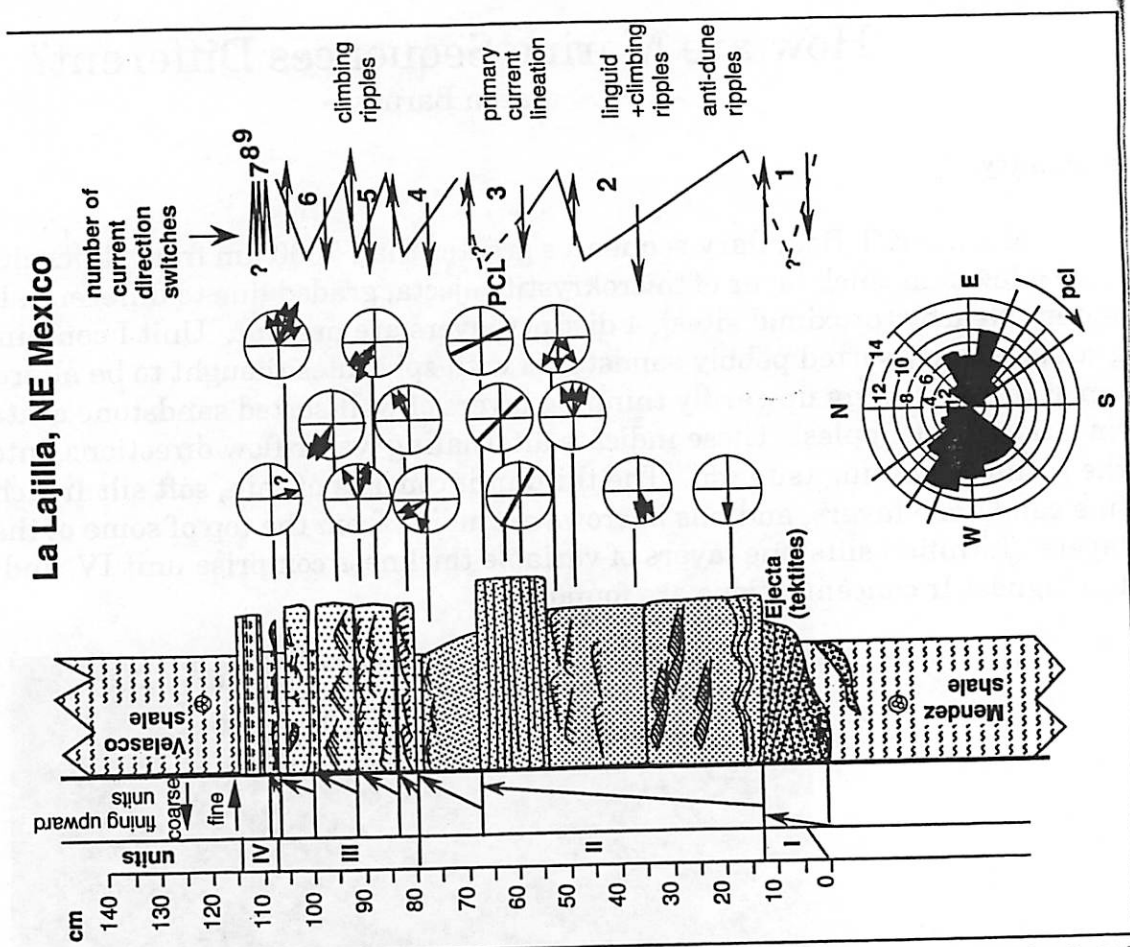 La Lajilla, NE Mexico
number of
current
direction
switches
cm
units
fining upward
units
coarse
fine
140
130
120
110
100
90
80
70
60
50
40
30
20
10
0
IV
III
II
I
Velasco
shale
Mendez
shale
Ejecta
(tektites)
?
PCL
?
?
?
?
7 8 9
6
5
4
3
2
1
climbing
ripples
primary
current
lineation
linguid
+climbing
ripples
anti-dune
ripples
N
E
S
W
14
12
10
8
6
4
2
pcl